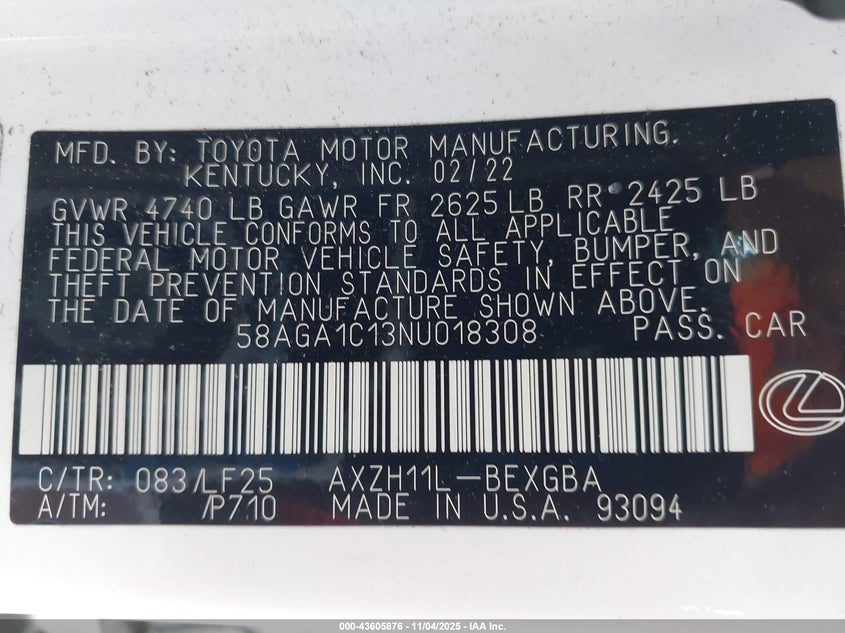 MFD. BY: TOYOTA MOTOR MANUFACTURING.
KENTUCKY, INC. 02/22
GVWR 4740 LB GAWR FR 2625 LB RR 2425 LB
THIS VEHICLE CONFORMS TO ALL APPLICABLE
FEDERAL MOTOR VEHICLE SAFETY, BUMPER, AND
THEFT PREVENTION STANDARDS IN EFFECT ON
THE DATE OF MANUFACTURE SHOWN ABOVE.
58AGA1C13NU018308 PASS. CAR
C/TR: 083/LF25 AXZH11L-BEXGBA
A/TM: /P710 MADE IN U.S.A. 93094
000-43605876 - 11/04/2025 - IAA Inc.